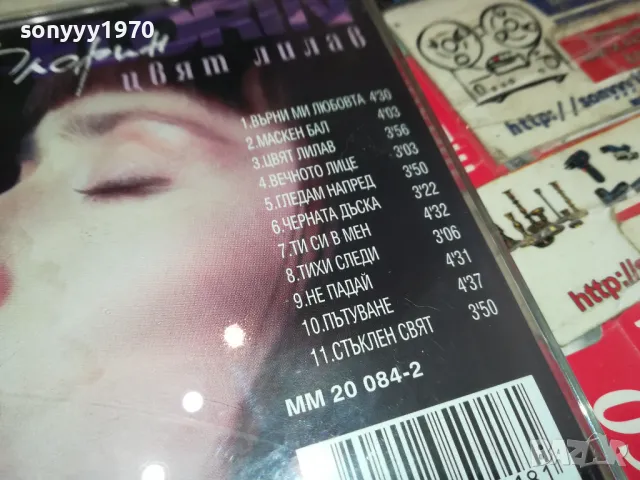 sonyyy1970
цвят лилав
1.ВЪРНИ МИ ЛЮБОВТА 4'30
2.МАСКЕН БАЛ 4'03
3.ЦВЯТ ЛИЛАВ 3'56
4.ВЕЧНОТО ЛИЦЕ 3'03
5.ГЛЕДАМ НАПРЕД 3'50
6.ЧЕРНАТА ДЪСКА 3'22
7.ТИ СИ В МЕН 4'32
8.ТИХИ СЛЕДИ 3'06
9.НЕ ПАДАЙ 4'31
10.ПЪТУВАНЕ 4'37
11.СТЪКЛЕН СВЯТ 3'50
MM 20 084-2
http://sonyyy
http:/
BAZAR